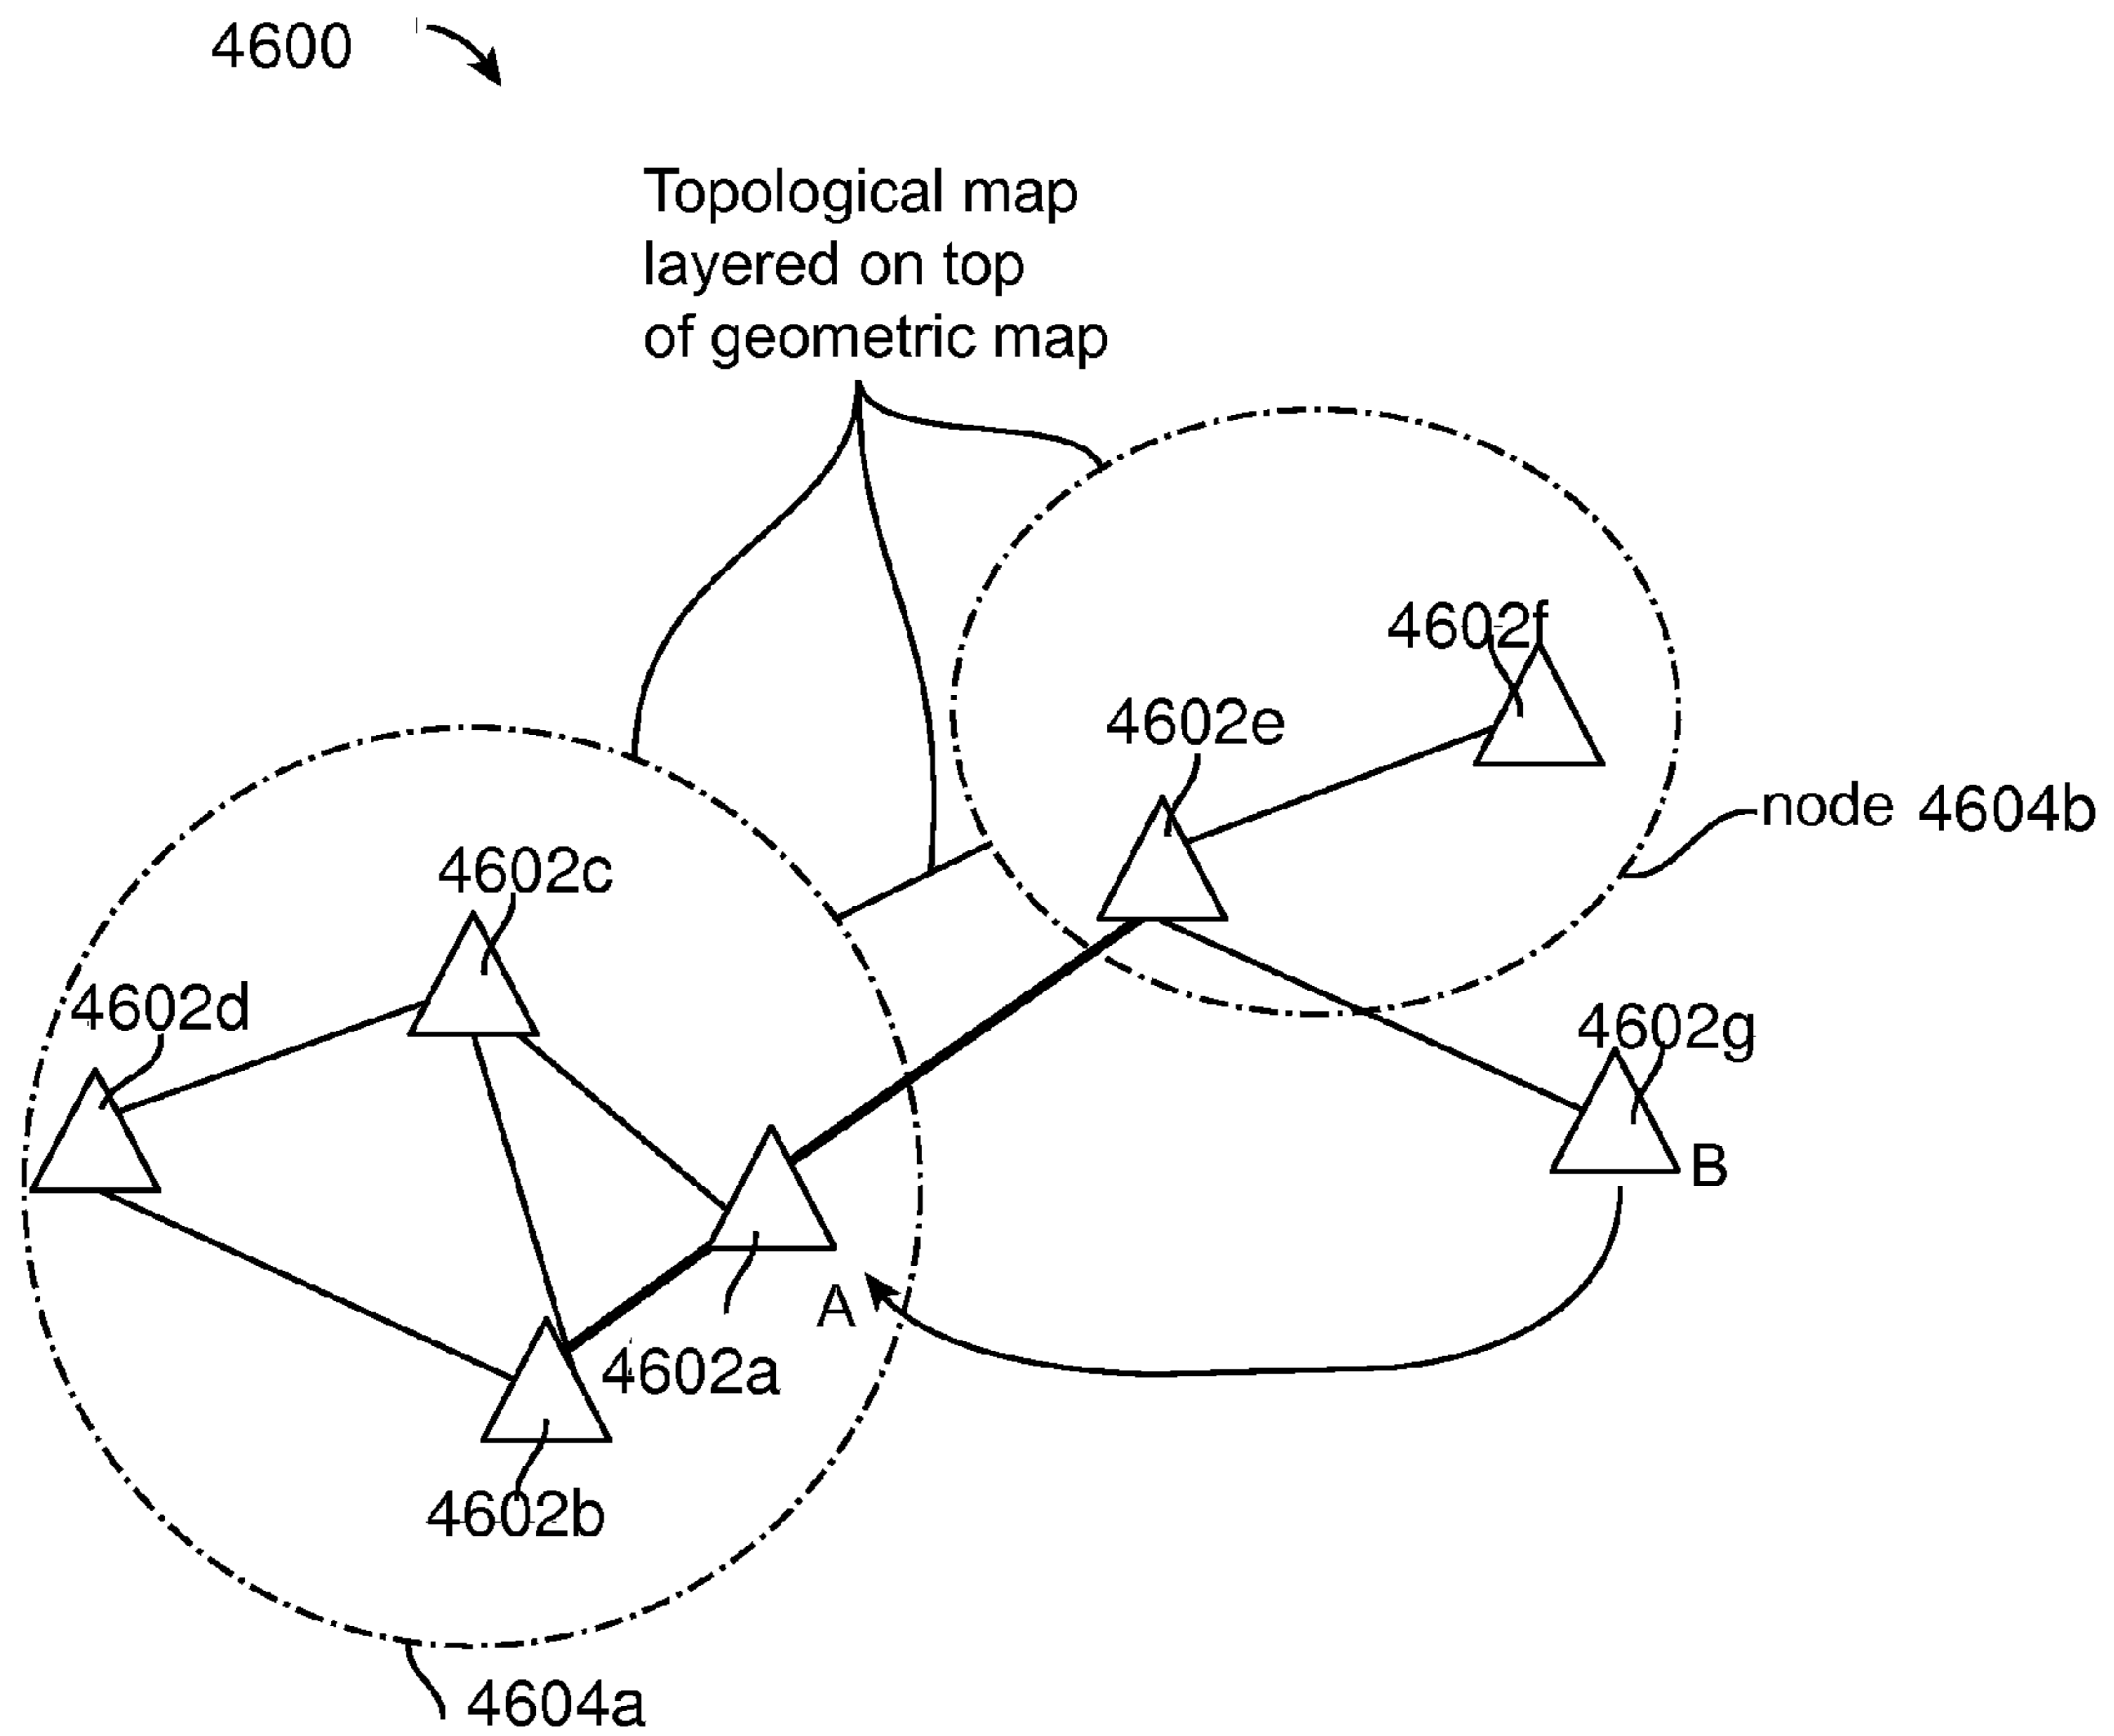 4600
Topological map
layered on top
of geometric map
4602f
4602e
node 4604b
4602c
4602d
4602g
B
A
4602a
4602b
4604a